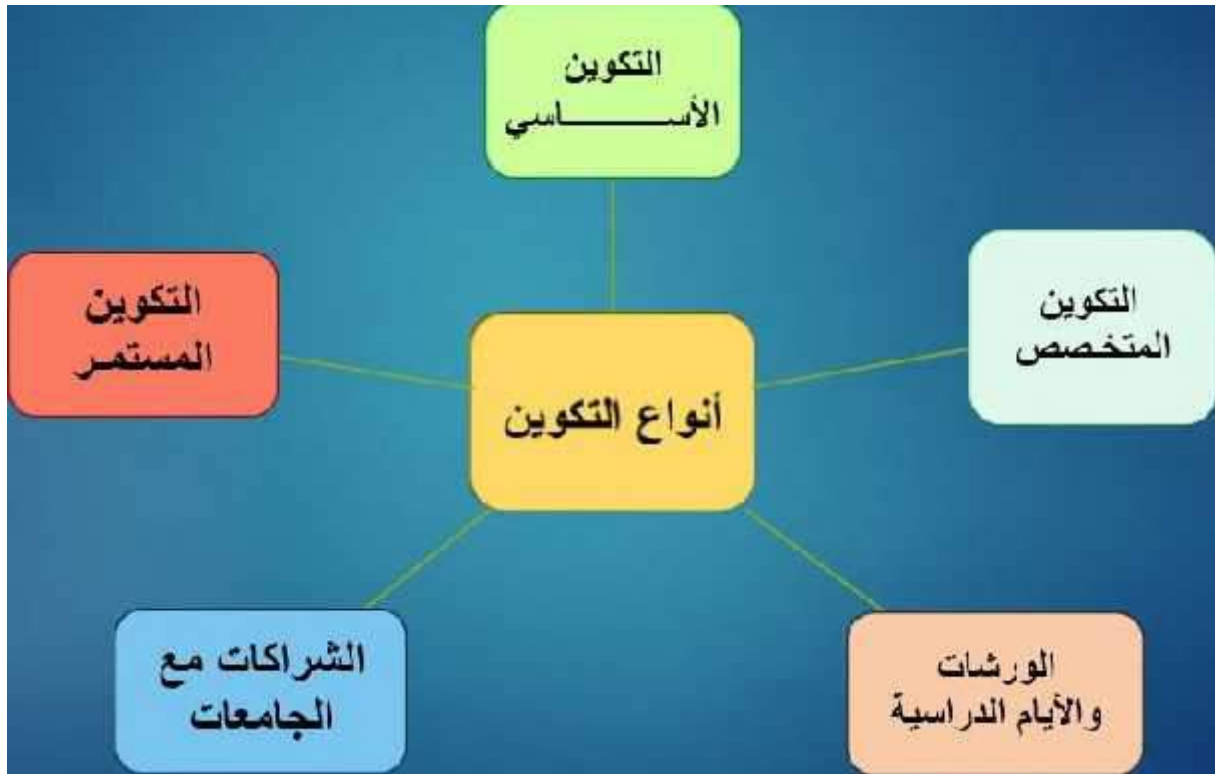 التكوين
الأساسي
التكوين
المتخصص
التكوين
المستمر
أنواع التكوين
الورشات
والأيام الدراسية
الشراكات مع
الجامعات